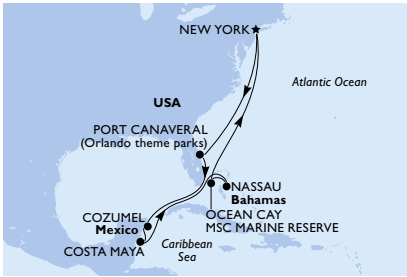 NEW YORK
Atlantic Ocean
USA
PORT CANAVERAL
(Orlando theme parks)
NASSAU
Bahamas
OCEAN CAY
MSC MARINE RESERVE
COZUMEL
Mexico
COSTA MAYA
Caribbean
Sea